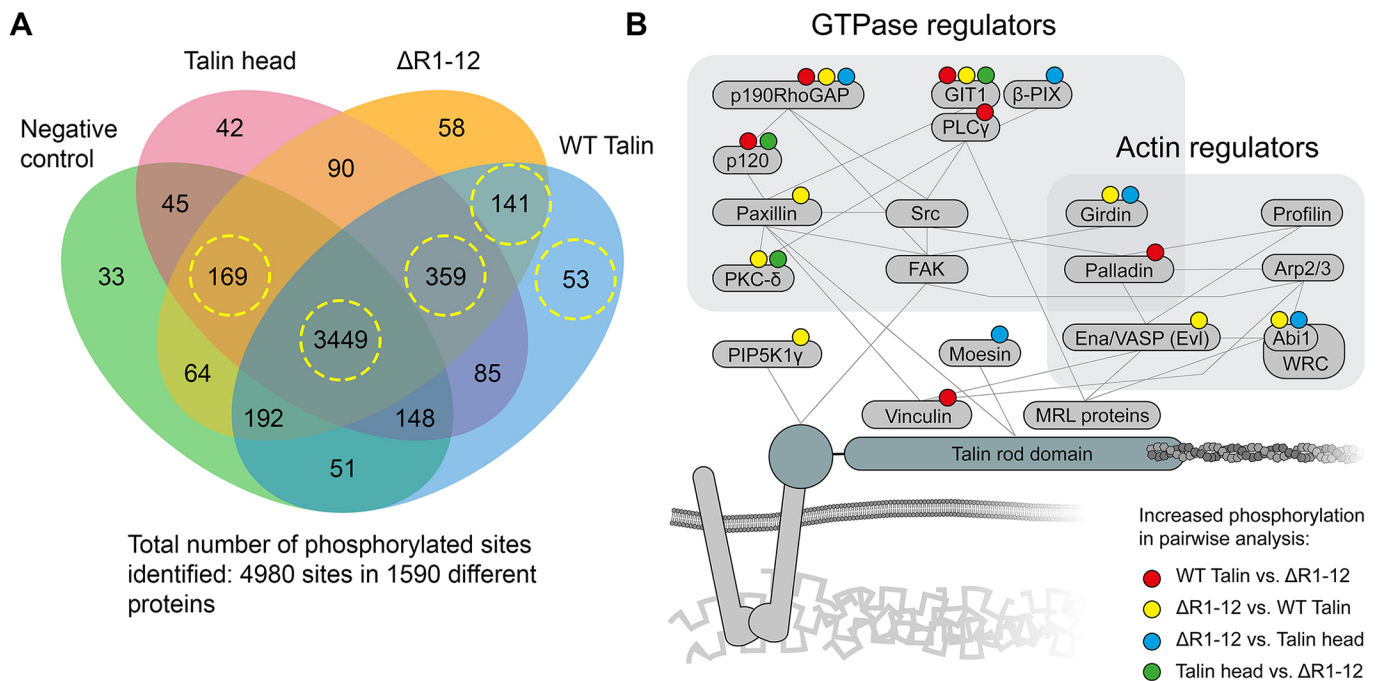 A
Talin head
ΔR1-12
Negative
control
WT Talin
42
58
90
45
141
33
169
359
53
3449
64
85
192
148
51
Total number of phosphorylated sites
identified: 4980 sites in 1590 different
proteins
B
GTPase regulators
p190RhoGAP
GIT1
β-PIX
PLCγ
p120
Actin regulators
Paxillin
Src
Girdin
Profilin
PKC-δ
FAK
Palladin
Arp2/3
PIP5K1γ
Moesin
Ena/VASP (Evl)
Abi1
WRC
Vinculin
MRL proteins
Talin rod domain
Increased phosphorylation
in pairwise analysis:
WT Talin vs. ΔR1-12
ΔR1-12 vs. WT Talin
ΔR1-12 vs. Talin head
Talin head vs. ΔR1-12